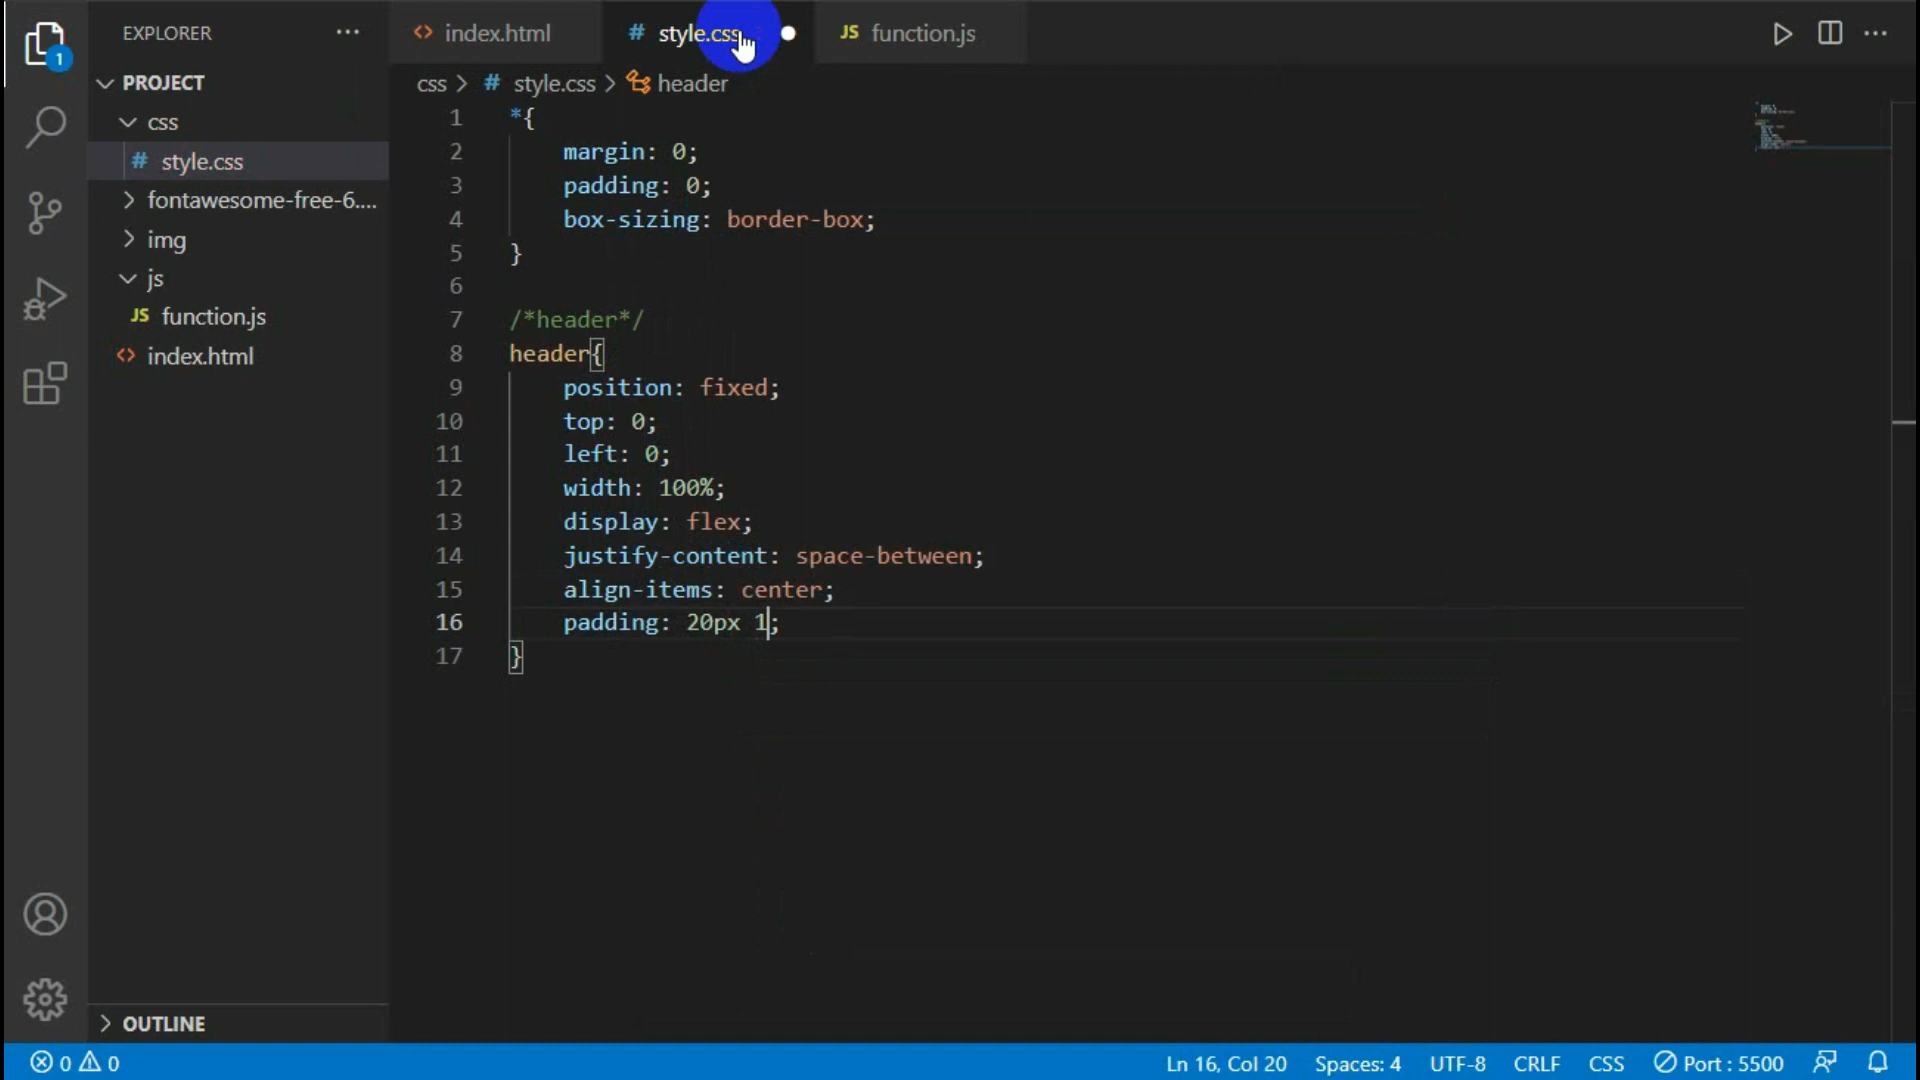 EXPLORER
PROJECT
css
# style.css
fontawesome-free-6....
img
js
JS function.js
<> index.html
OUTLINE
1
<> index.html
# style.css
JS function.js
css > # style.css > header
1 *{
2 margin: 0;
3 padding: 0;
4 box-sizing: border-box;
5 }
6
7 /*header*/
8 header{
9 position: fixed;
10 top: 0;
11 left: 0;
12 width: 100%;
13 display: flex;
14 justify-content: space-between;
15 align-items: center;
16 padding: 20px 1;
17 }
0 0
Ln 16, Col 20
Spaces: 4
UTF-8
CRLF
CSS
Port : 5500